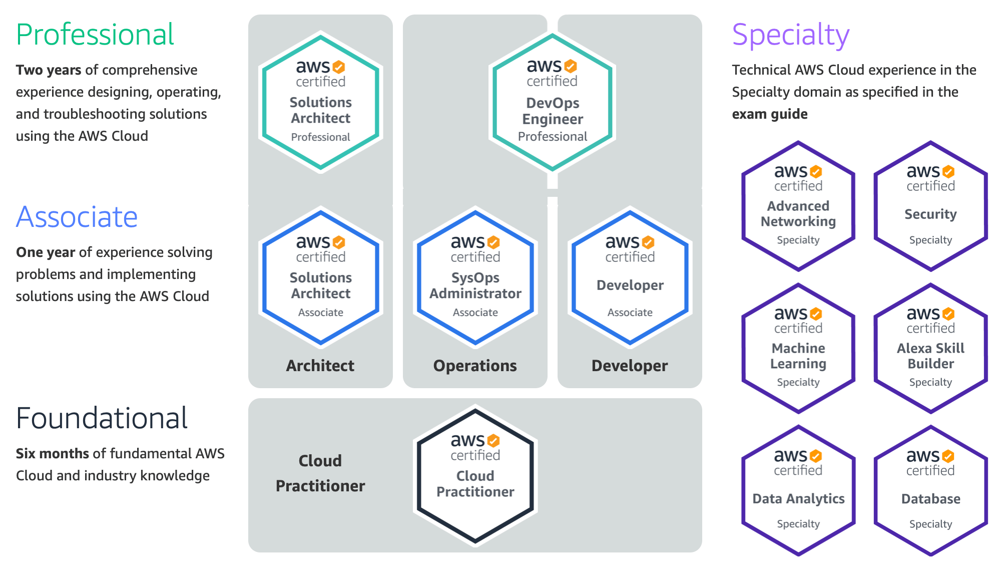 Professional
Two years of comprehensive
experience designing, operating,
and troubleshooting solutions
using the AWS Cloud
aws
certified
Solutions
Architect
Professional
aws
certified
DevOps
Engineer
Professional
Associate
One year of experience solving
problems and implementing
solutions using the AWS Cloud
aws
certified
Solutions
Architect
Associate
Architect
aws
certified
SysOps
Administrator
Associate
Operations
aws
certified
Developer
Associate
Developer
Foundational
Six months of fundamental AWS
Cloud and industry knowledge
Cloud
Practitioner
aws
certified
Cloud
Practitioner
Specialty
Technical AWS Cloud experience in the
Specialty domain as specified in the
exam guide
aws
certified
Advanced
Networking
Specialty
aws
certified
Security
Specialty
aws
certified
Machine
Learning
Specialty
aws
certified
Alexa Skill
Builder
Specialty
aws
certified
Data Analytics
Specialty
aws
certified
Database
Specialty